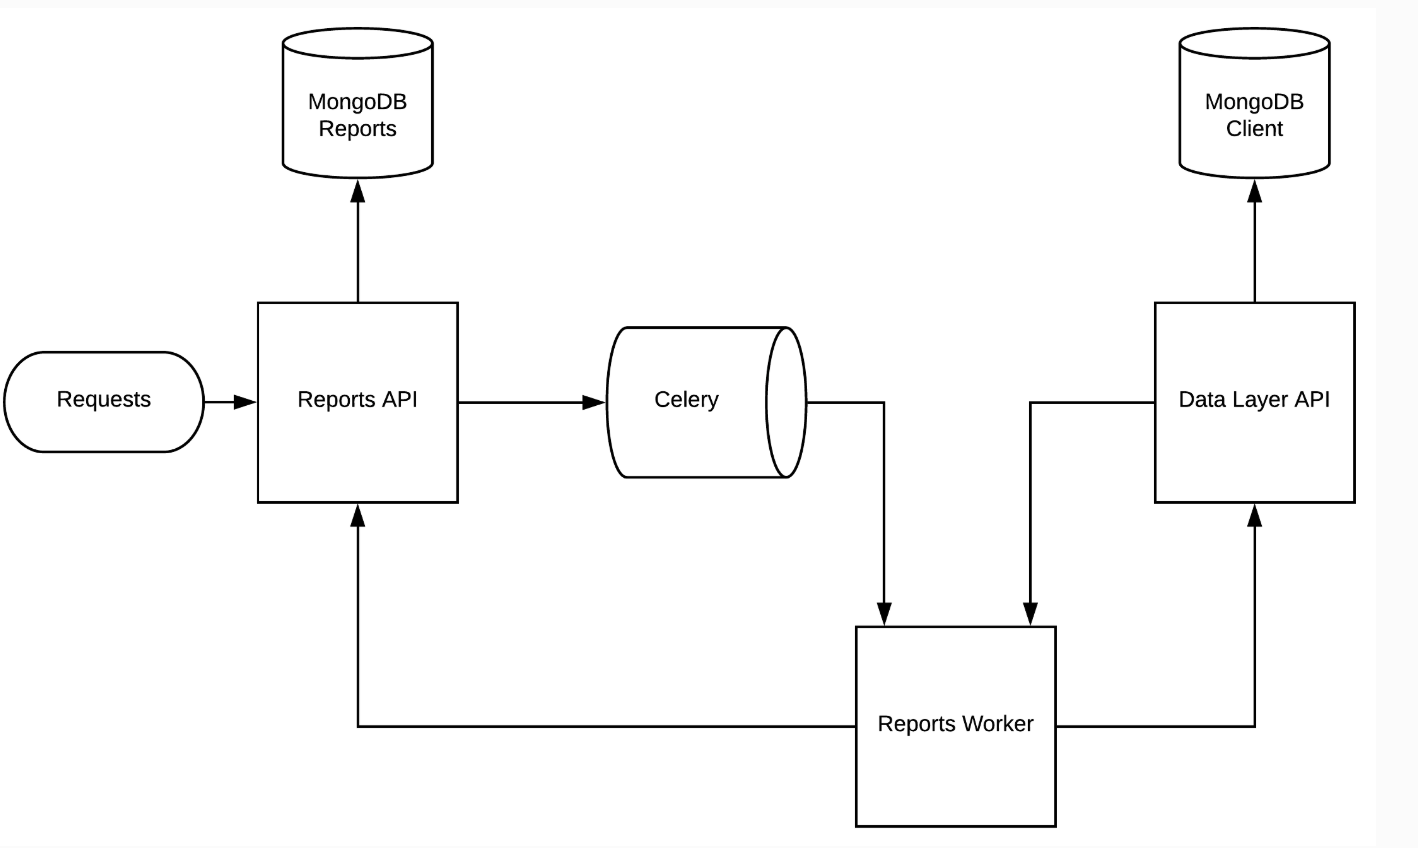 MongoDB
Reports
MongoDB
Client
Requests
Reports API
Celery
Data Layer API
Reports Worker